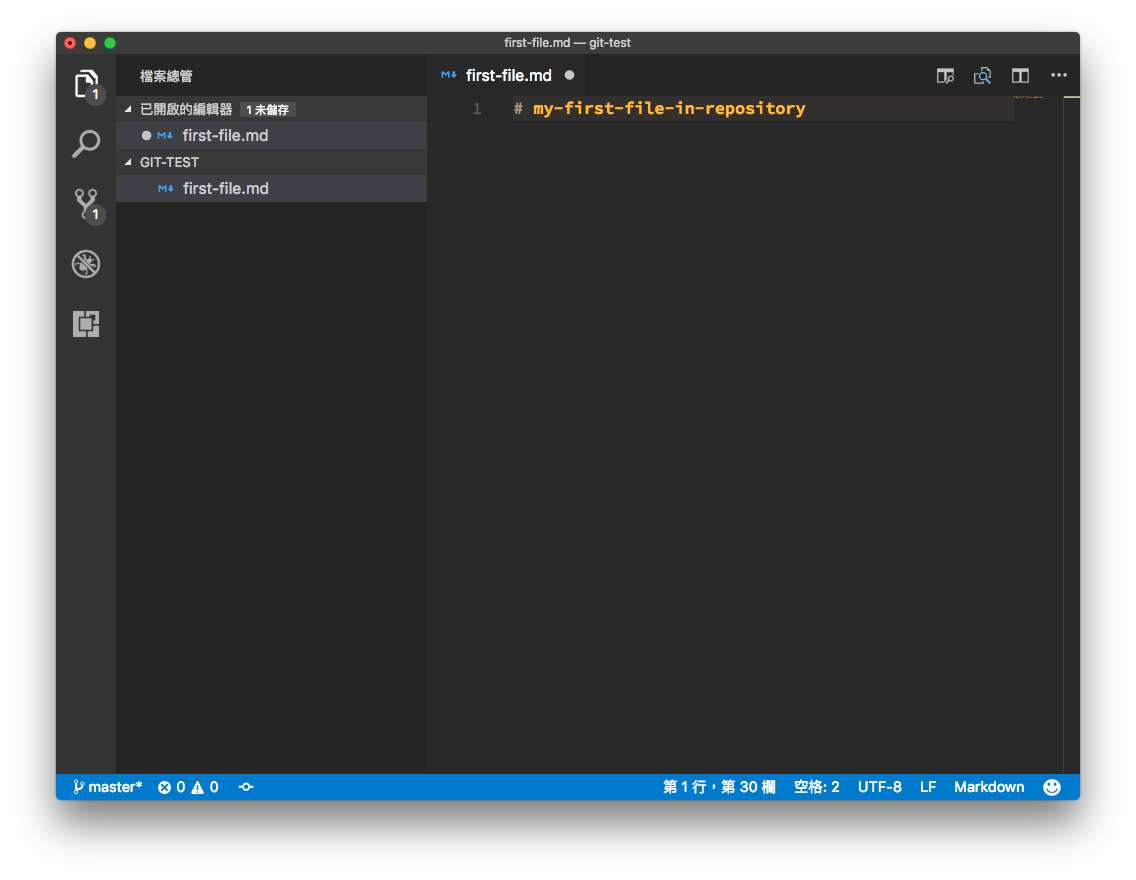 first-file.md — git-test
檔案總管
1
已開啟的編輯器 1 未儲存
M↓ first-file.md
GIT-TEST
M↓ first-file.md
1
M↓ first-file.md
1 # my-first-file-in-repository
master* 0 0 第 1 行，第 30 欄 空格: 2 UTF-8 LF Markdown